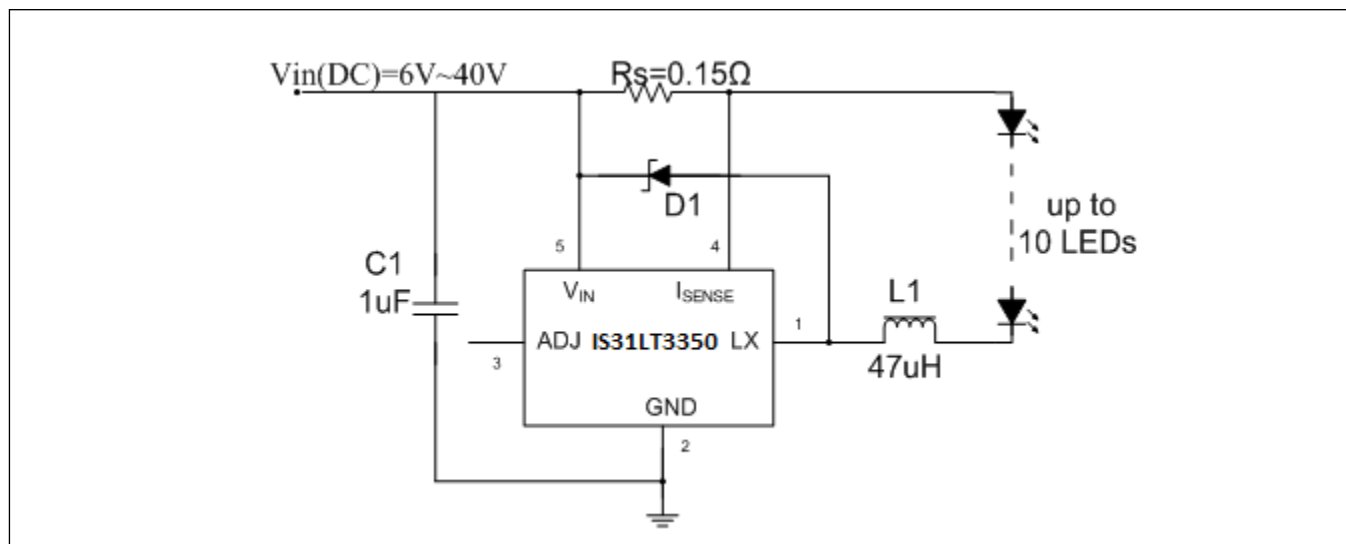 Vin(DC)=6V~40V
Rs=0.15Ω
D1
up to
10 LEDs
5
4
C1
1uF
VIN
ISENSE
L1
1
ADJ
IS31LT3350
LX
3
47uH
GND
2